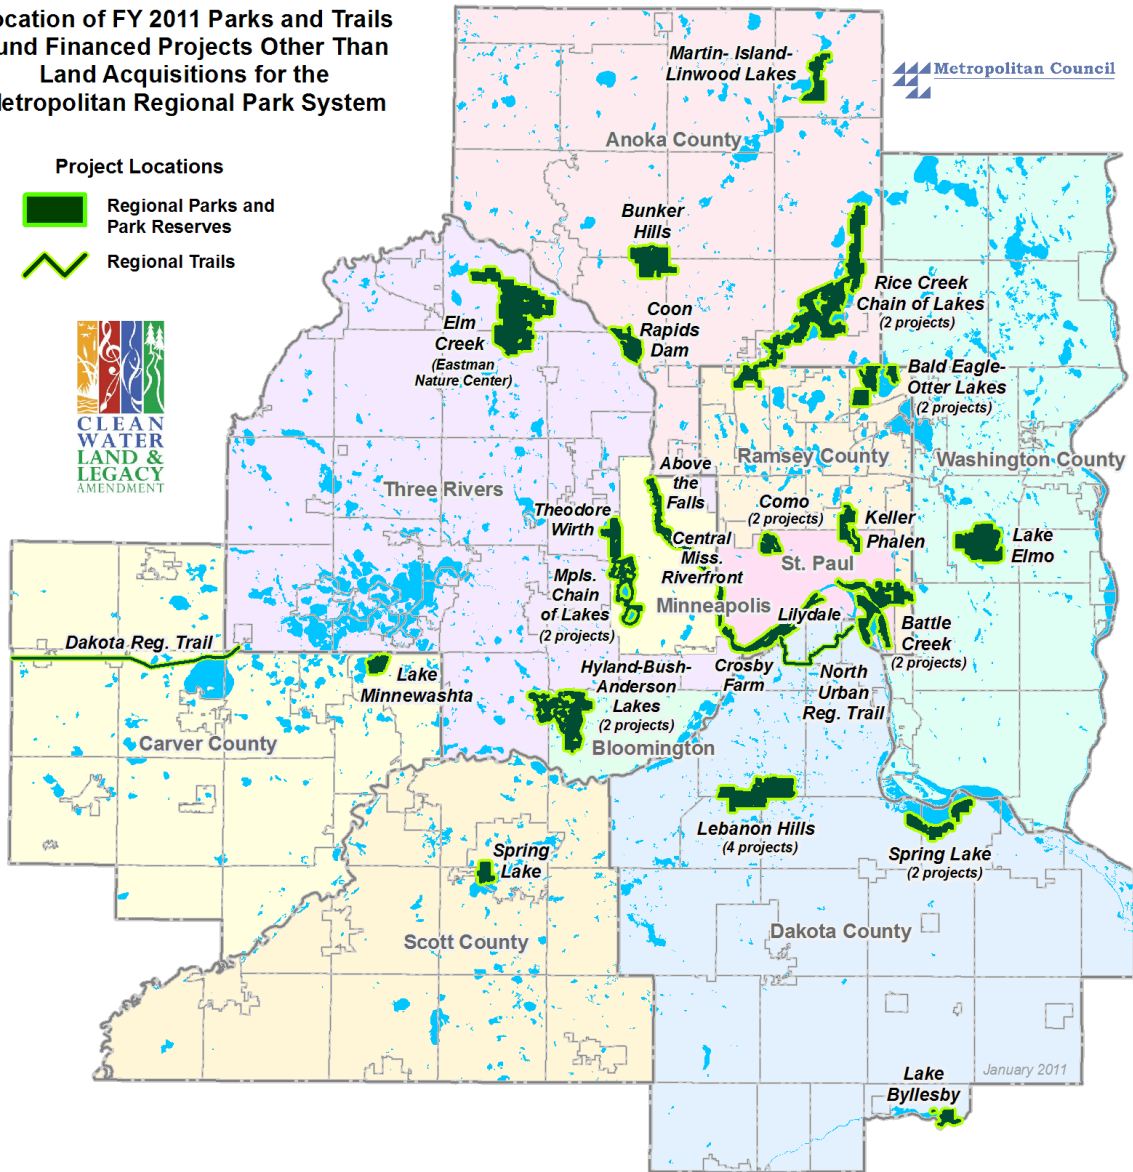 ocation of FY 2011 Parks and Trails
und Financed Projects Other Than
Land Acquisitions for the
etropolitan Regional Park System
Project Locations
Regional Parks and
Park Reserves
Regional Trails
CLEAN
WATER
LAND &
LEGACY
AMENDMENT
Metropolitan Council
Martin- Island-
Linwood Lakes
Anoka County
Bunker
Hills
Rice Creek
Chain of Lakes
(2 projects)
Elm
Creek
(Eastman
Nature Center)
Coon
Rapids
Dam
Bald Eagle-
Otter Lakes
(2 projects)
Ramsey County
Washington County
Three Rivers
Above
the
Falls
Theodore
Wirth
Como
(2 projects)
Keller
Phalen
Lake
Elmo
Central
Miss.
Riverfront
St. Paul
Mpls.
Chain
of Lakes
(2 projects)
Minneapolis
Lilydale
Battle
Creek
(2 projects)
Dakota Reg. Trail
Lake
Minnewashta
Hyland-Bush-
Anderson
Lakes
(2 projects)
Crosby
Farm
North
Urban
Reg. Trail
Carver County
Bloomington
Lebanon Hills
(4 projects)
Spring Lake
(2 projects)
Spring
Lake
Scott County
Dakota County
January 2011
Lake
Byllesby